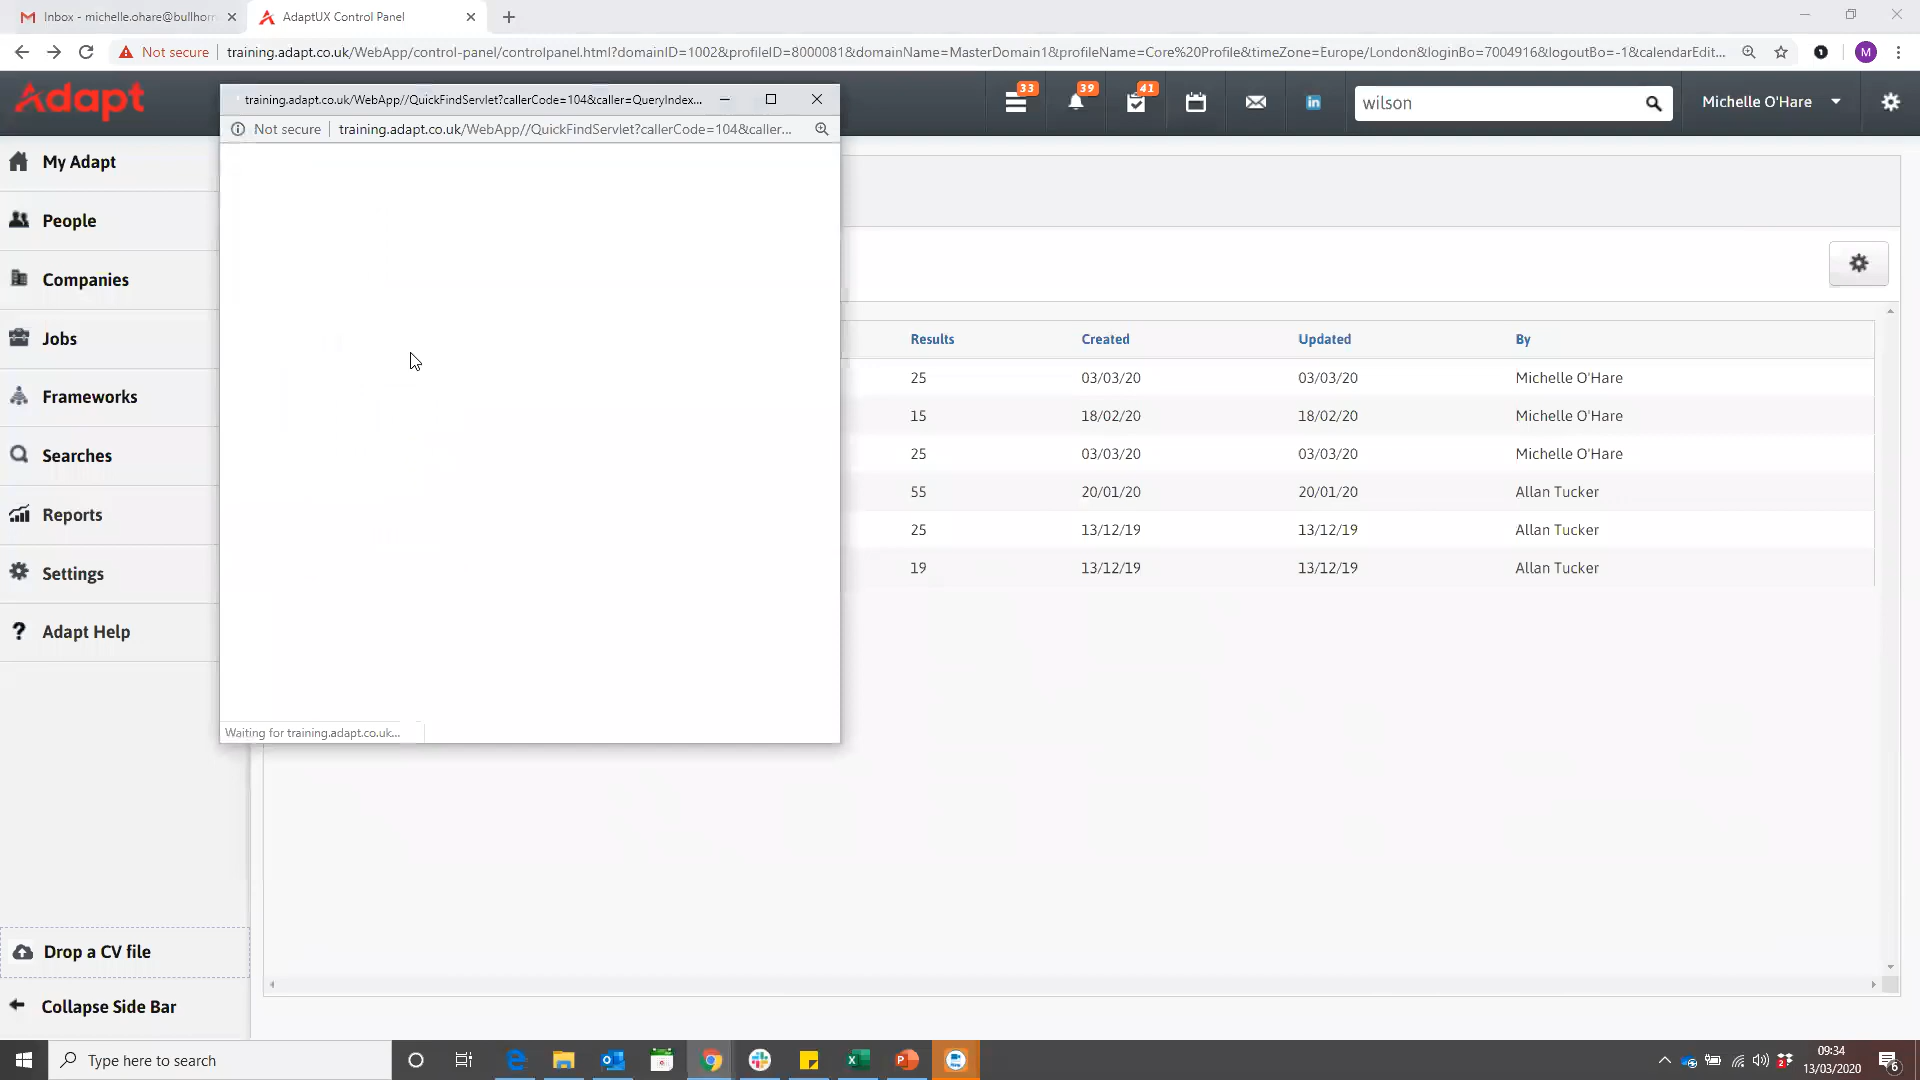 Inbox - michelle.ohare@bullhorn
AdaptUX Control Panel
Not secure
training.adapt.co.uk/WebApp/control-panel/controlpanel.html?domainID=1002&profileID=8000081&domainName=MasterDomain1&profileName=Core%20Profile&timeZone=Europe/London&loginBo=7004916&logoutBo=-1&calendarEdit...
M
Adapt
33
39
41
in
wilson
Michelle O'Hare
training.adapt.co.uk/WebApp//QuickFindServlet?callerCode=104&caller=QueryIndex...
Not secure
training.adapt.co.uk/WebApp//QuickFindServlet?callerCode=104&caller...
My Adapt
People
Companies
Jobs
Frameworks
Searches
Reports
Settings
Adapt Help
Results Created Updated By
25 03/03/20 03/03/20 Michelle O'Hare
15 18/02/20 18/02/20 Michelle O'Hare
25 03/03/20 03/03/20 Michelle O'Hare
55 20/01/20 20/01/20 Allan Tucker
25 13/12/19 13/12/19 Allan Tucker
19 13/12/19 13/12/19 Allan Tucker
Waiting for training.adapt.co.uk...
Drop a CV file
Collapse Side Bar
Type here to search
09:34
13/03/2020
6